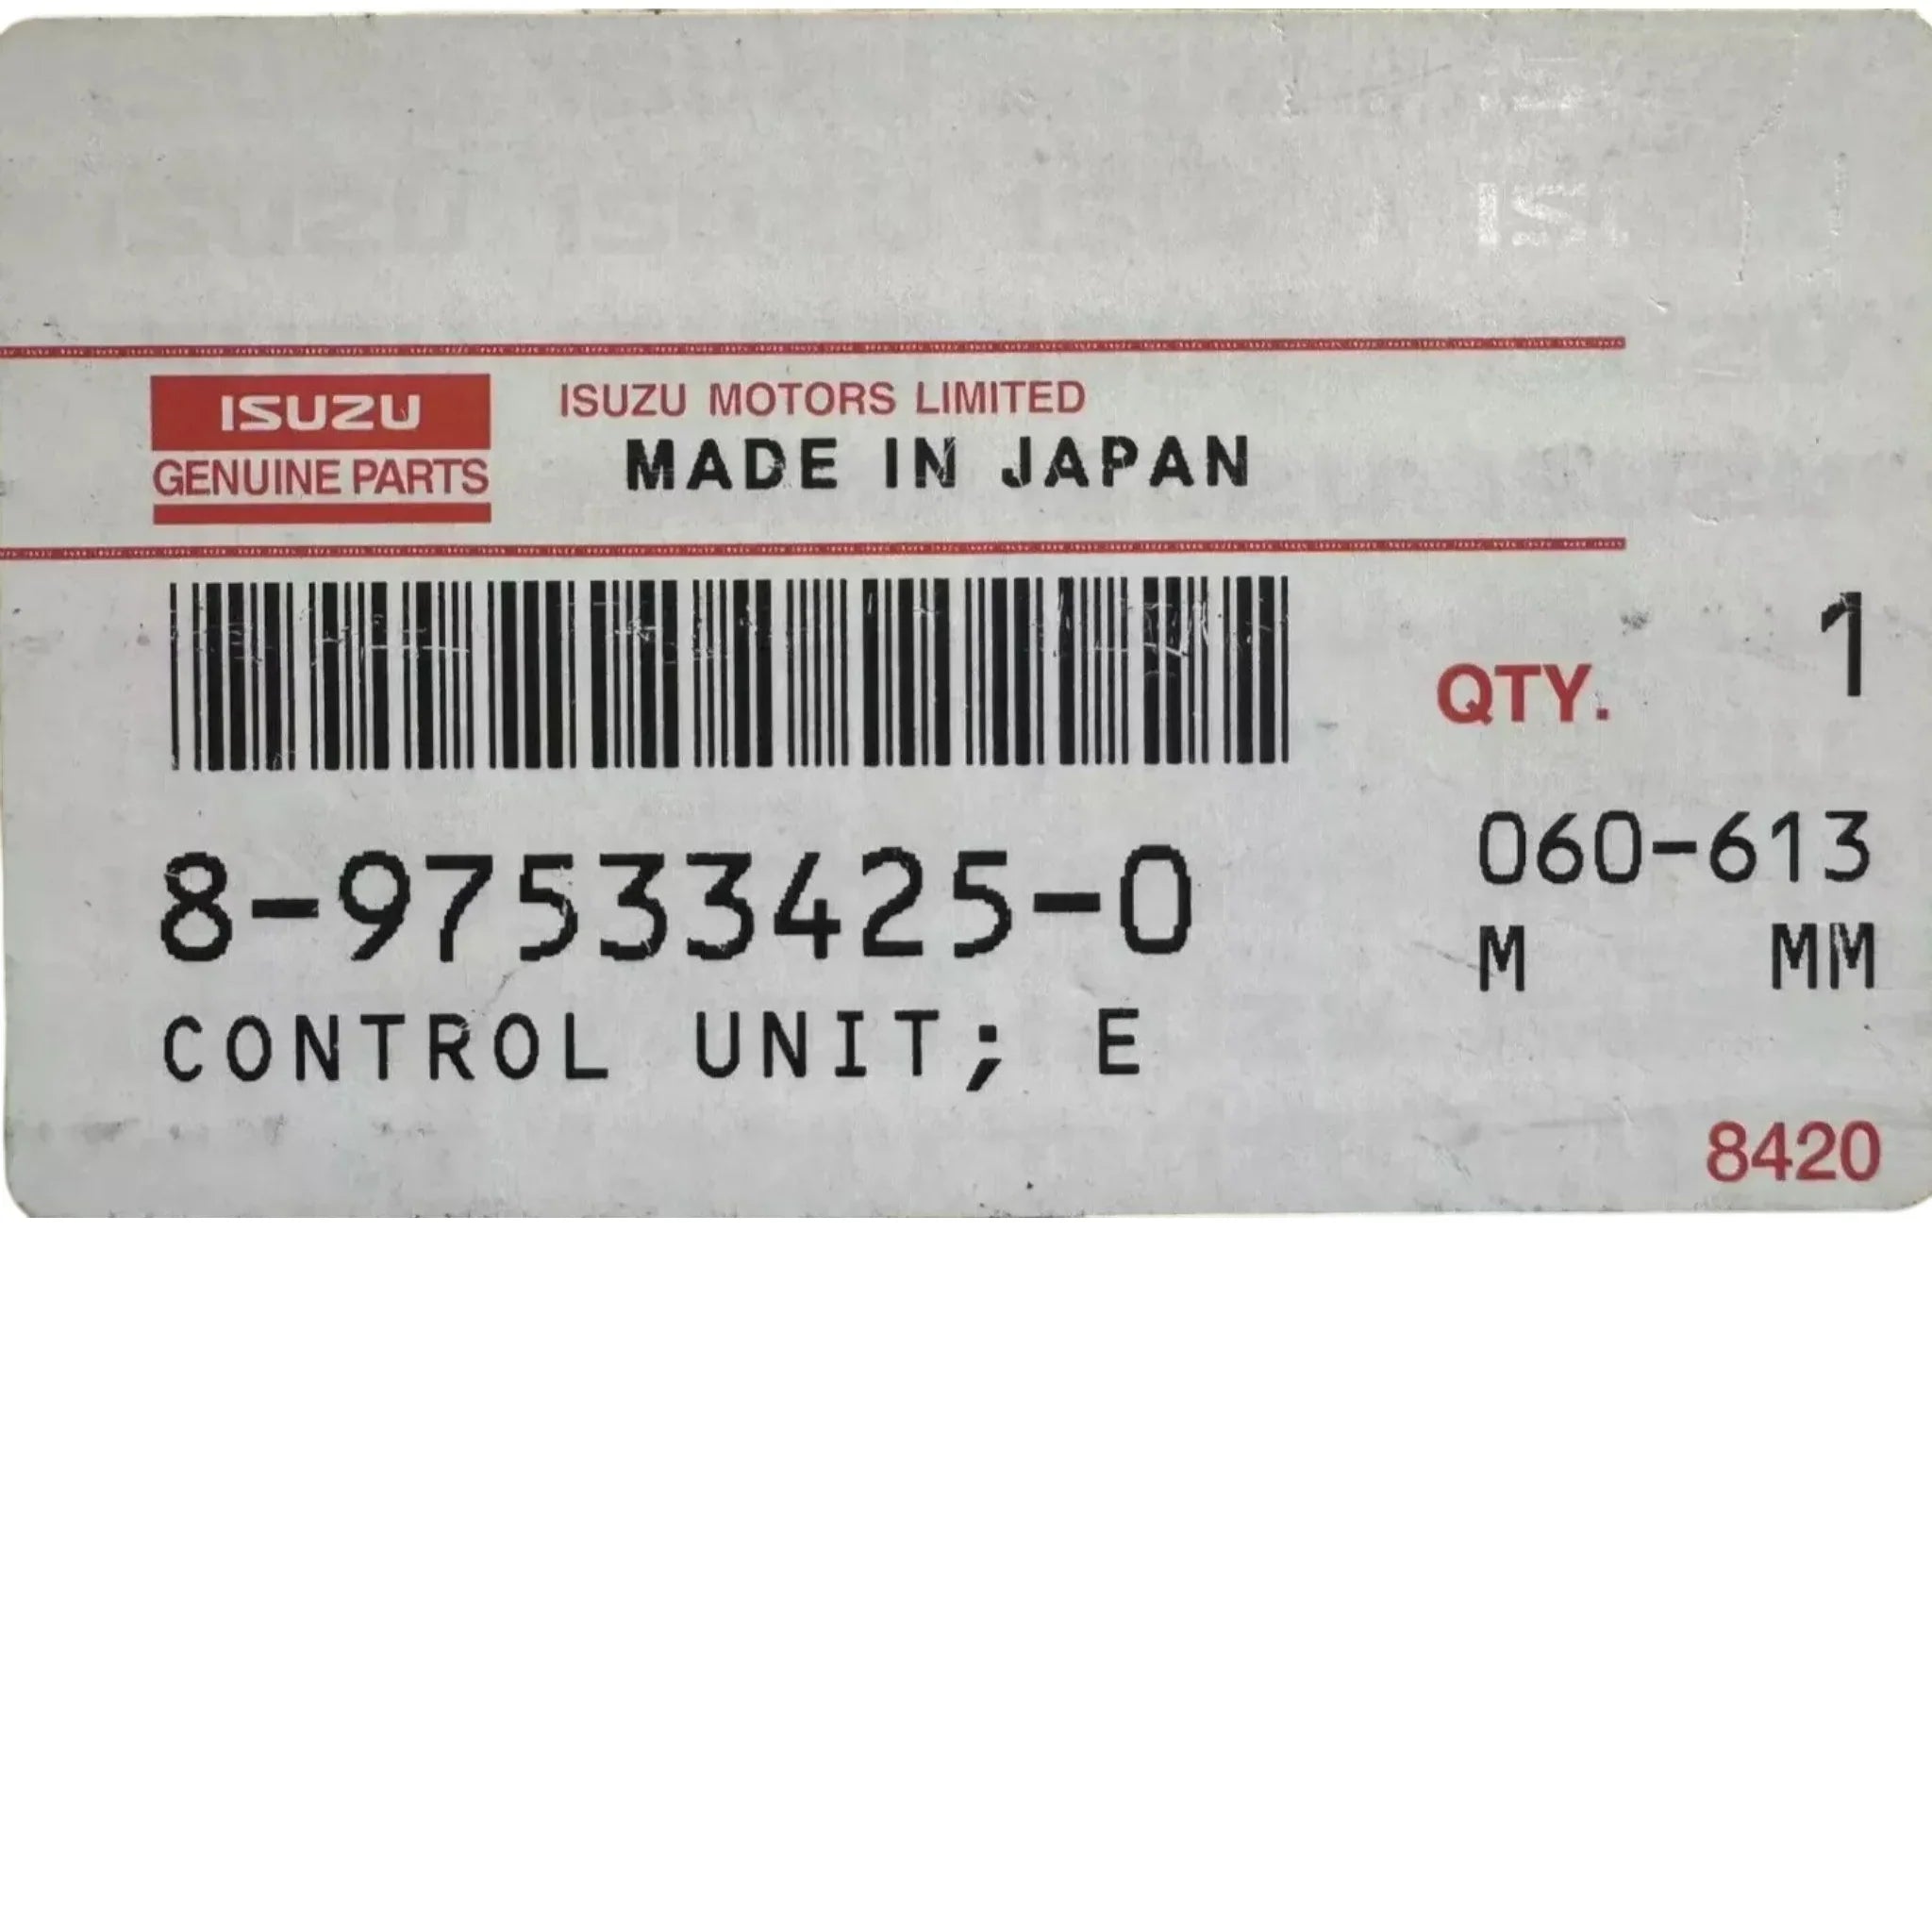 ISUZU
GENUINE PARTS
ISUZU MOTORS LIMITED
MADE IN JAPAN
QTY. 1
8-97533425-0
060-613
M MM
CONTROL UNIT; E
8420